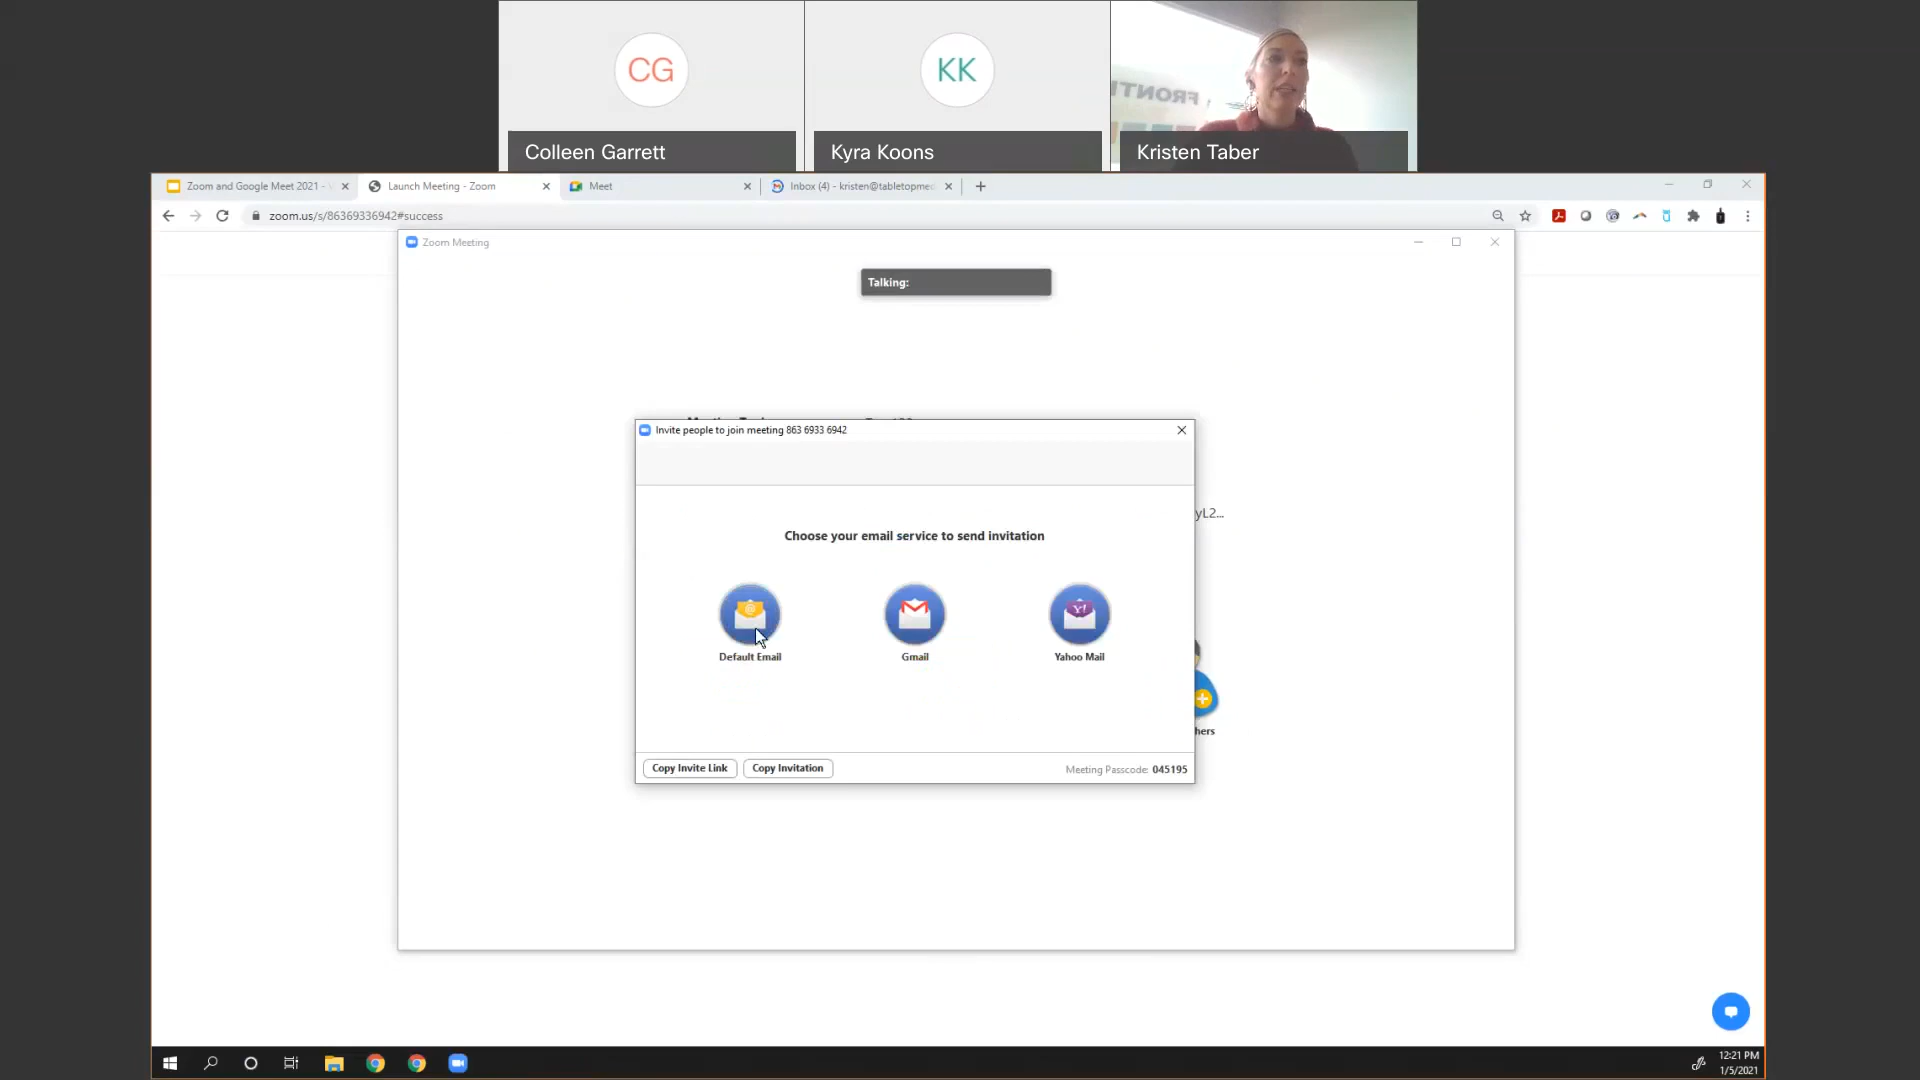 CG
KK
FRONTI
Colleen Garrett
Kyra Koons
Kristen Taber
Zoom and Google Meet 2021 -
Launch Meeting - Zoom
Meet
Inbox (4) - kristen@tabletopmed
zoom.us/s/86369336942#success
Zoom Meeting
Talking:
Invite people to join meeting 863 6933 6942
yL2...
Choose your email service to send invitation
Default Email
Gmail
Yahoo Mail
hers
Copy Invite Link
Copy Invitation
Meeting Passcode: 045195
12:21 PM
1/5/2021